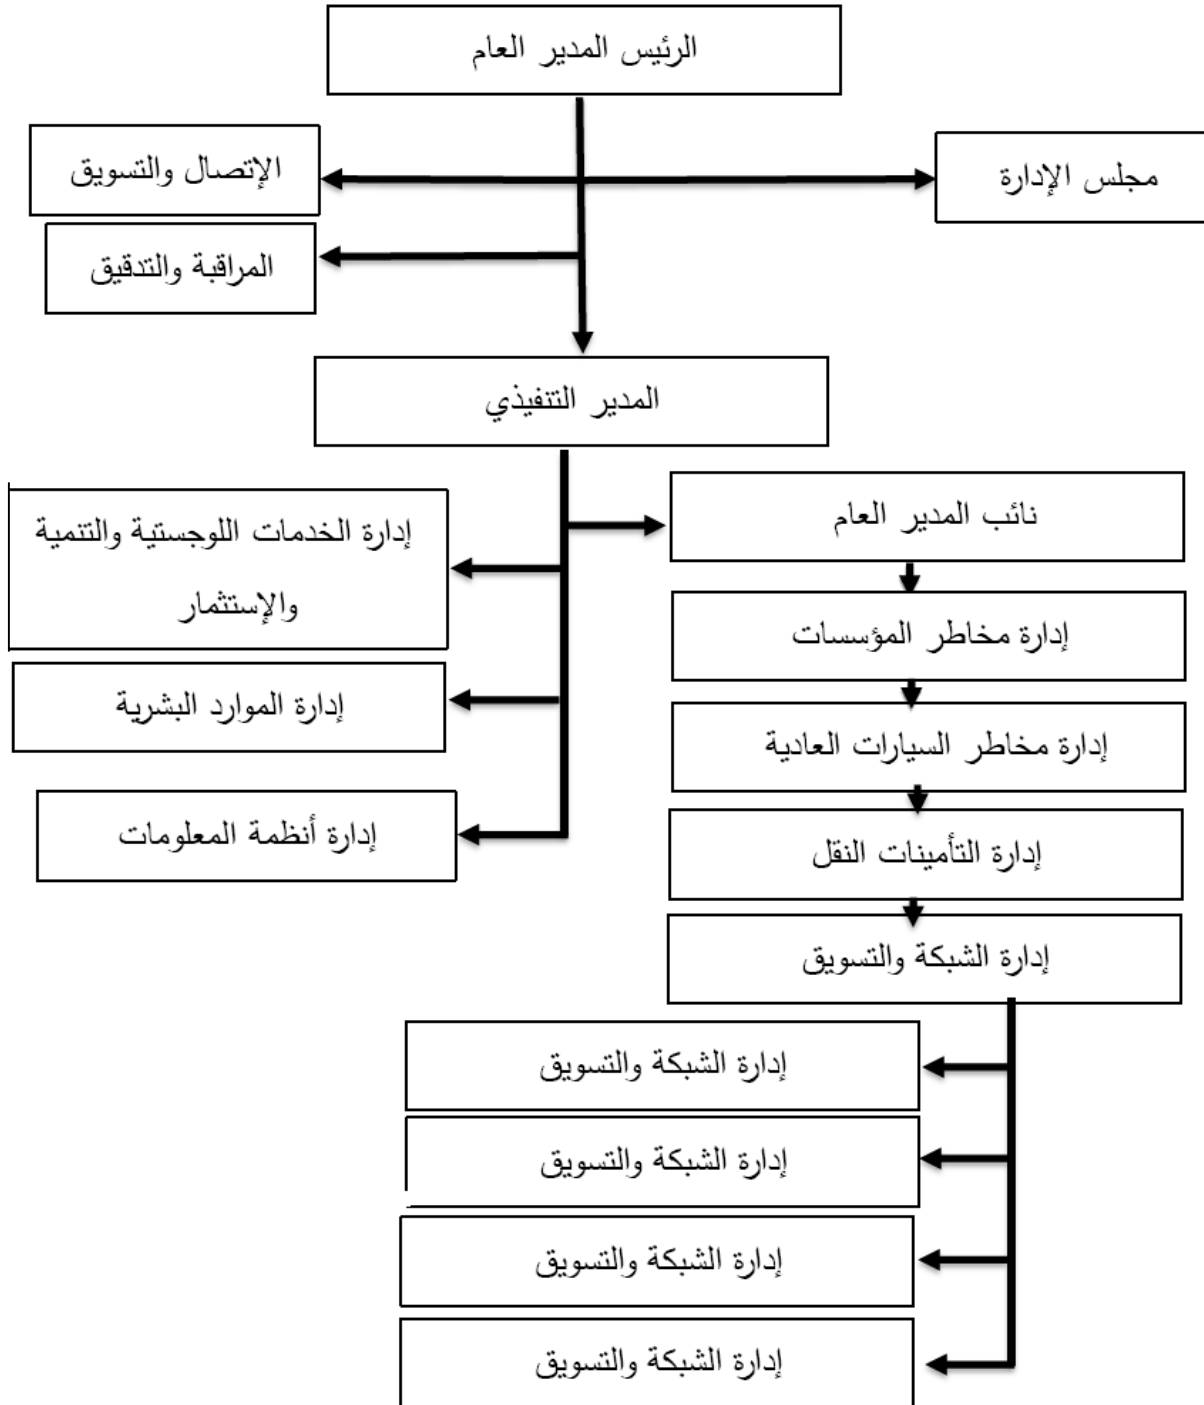 الرئيس المدير العام
مجلس الإدارة
الإتصال والتسويق
المراقبة والتدقيق
المدير التنفيذي
نائب المدير العام
إدارة الخدمات اللوجستية والتنمية
والإستثمار
إدارة مخاطر المؤسسات
إدارة الموارد البشرية
إدارة مخاطر السيارات العادية
إدارة أنظمة المعلومات
إدارة التأمينات النقل
إدارة الشبكة والتسويق
إدارة الشبكة والتسويق
إدارة الشبكة والتسويق
إدارة الشبكة والتسويق
إدارة الشبكة والتسويق